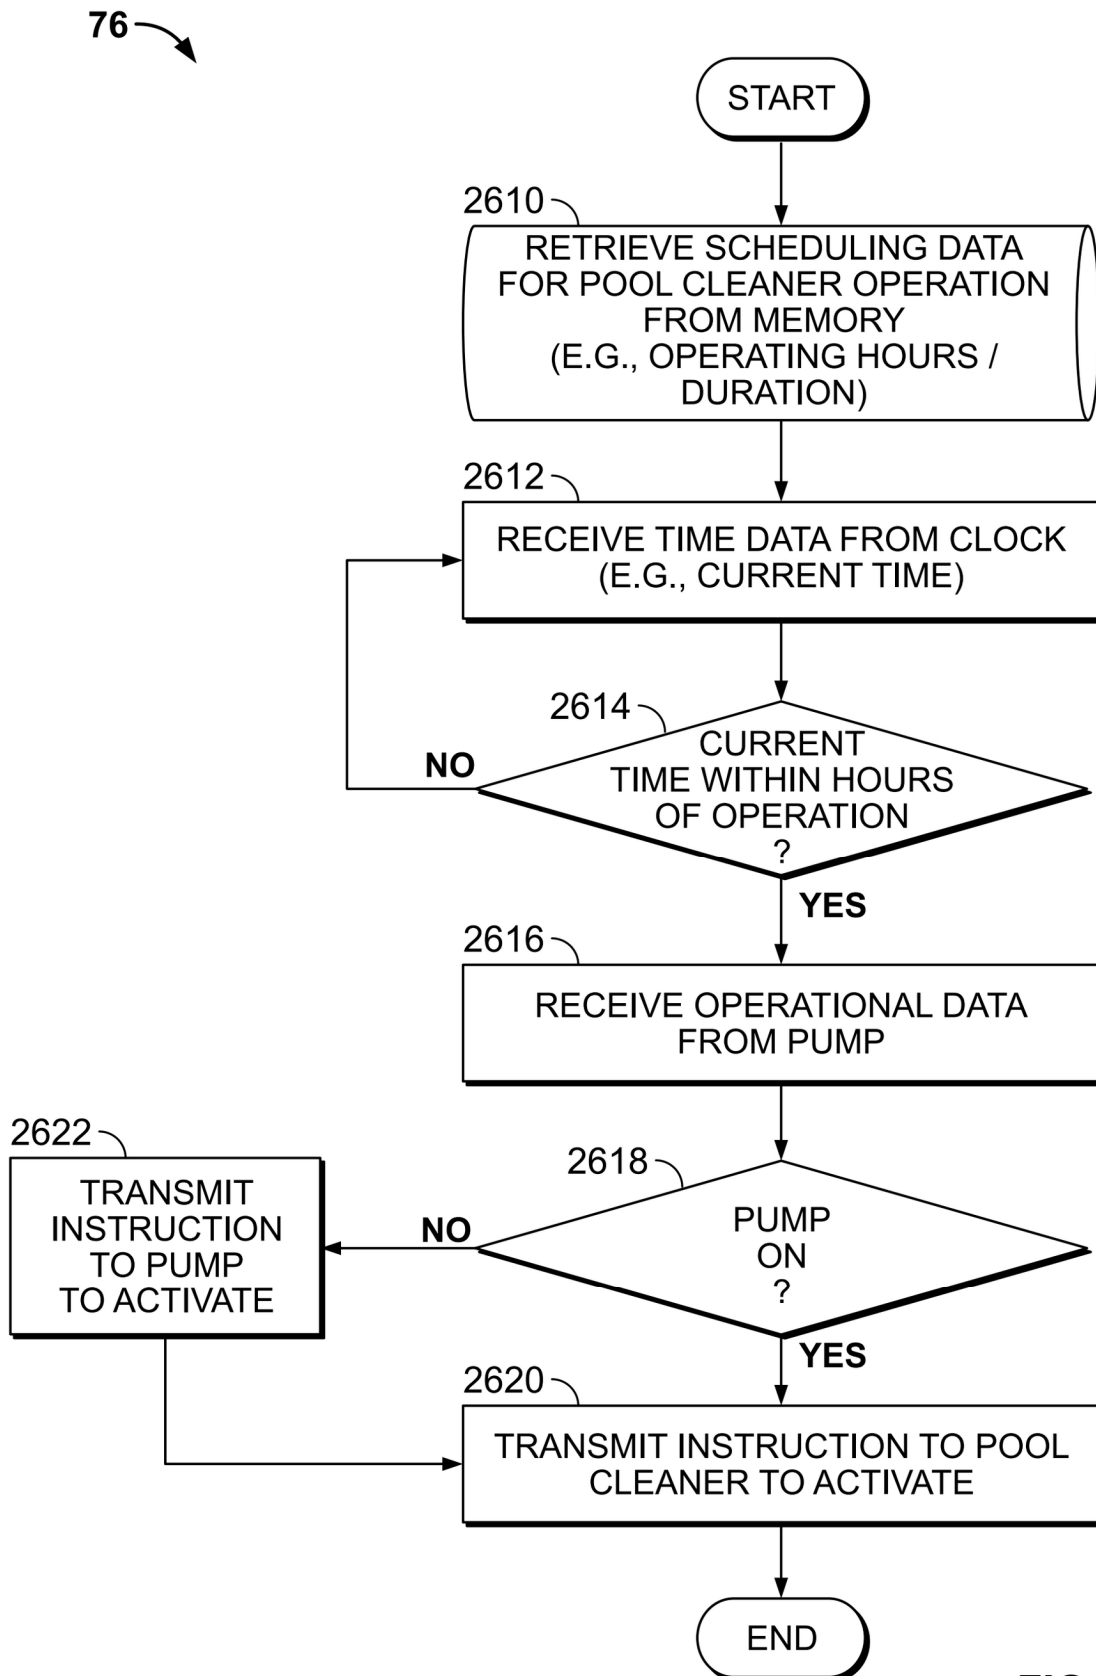 76
START
2610
RETRIEVE SCHEDULING DATA
FOR POOL CLEANER OPERATION
FROM MEMORY
(E.G., OPERATING HOURS /
DURATION)
2612
RECEIVE TIME DATA FROM CLOCK
(E.G., CURRENT TIME)
2614
CURRENT
TIME WITHIN HOURS
OF OPERATION
?
NO
YES
2616
RECEIVE OPERATIONAL DATA
FROM PUMP
2618
PUMP
ON
?
NO
YES
2622
TRANSMIT
INSTRUCTION
TO PUMP
TO ACTIVATE
2620
TRANSMIT INSTRUCTION TO POOL
CLEANER TO ACTIVATE
END